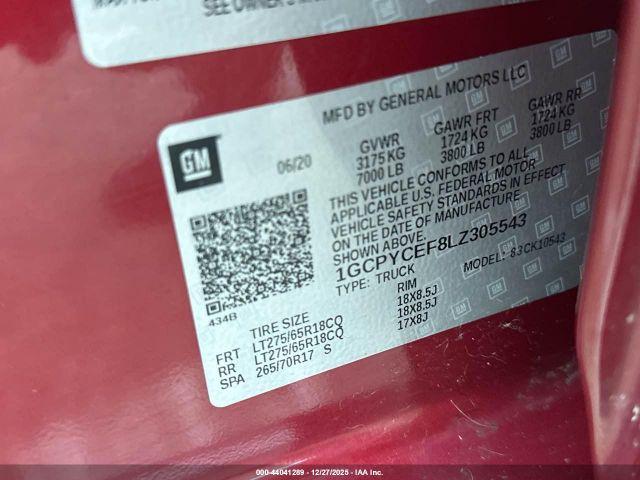 SEE OWNER'S
MFD BY GENERAL MOTORS LLC
GM
06/20
GVWR GAWR FRT GAWR RR
3175 KG 1724 KG 1724 KG
7000 LB 3800 LB 3800 LB
THIS VEHICLE CONFORMS TO ALL
APPLICABLE U.S. FEDERAL MOTOR
VEHICLE SAFETY STANDARDS IN EFFECT
ON THE DATE OF MANUFACTURE
SHOWN ABOVE.
1GCPYCEF8LZ305543
TYPE: TRUCK MODEL: 83CK10543
434B
TIRE SIZE RIM
FRT LT275/65R18CQ 18X8.5J
RR LT275/65R18CQ 18X8.5J
SPA 265/70R17 S 17X8J
000-44041289 | 12/27/2025 | IAA Inc.